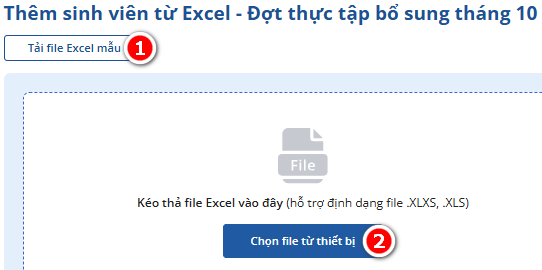 Thêm sinh viên từ Excel - Đợt thực tập bổ sung tháng 10
Tải file Excel mẫu 1
File
Kéo thả file Excel vào đây (hỗ trợ định dạng file .XLXS, .XLS)
Chọn file từ thiết bị 2